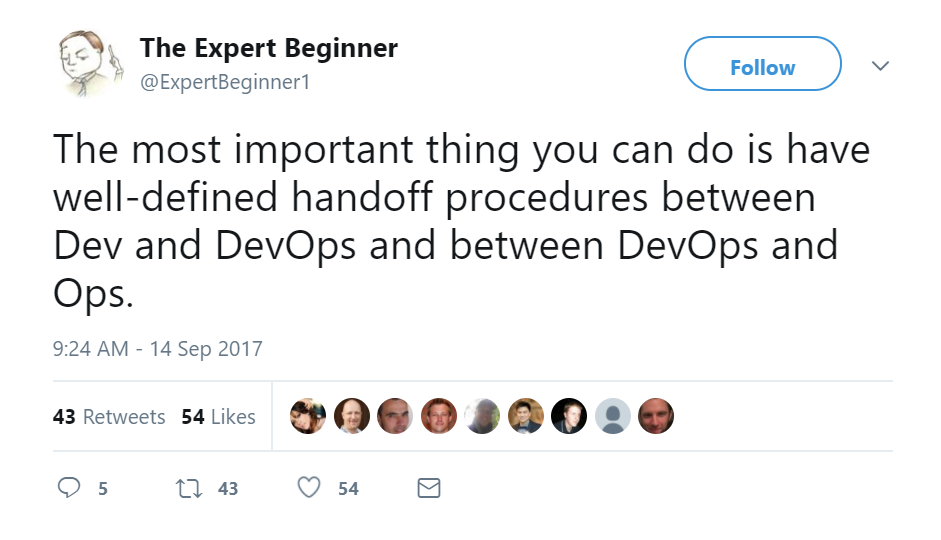 The Expert Beginner
@ExpertBeginner1
Follow
The most important thing you can do is have
well-defined handoff procedures between
Dev and DevOps and between DevOps and
Ops.
9:24 AM - 14 Sep 2017
43 Retweets 54 Likes
5 43 54